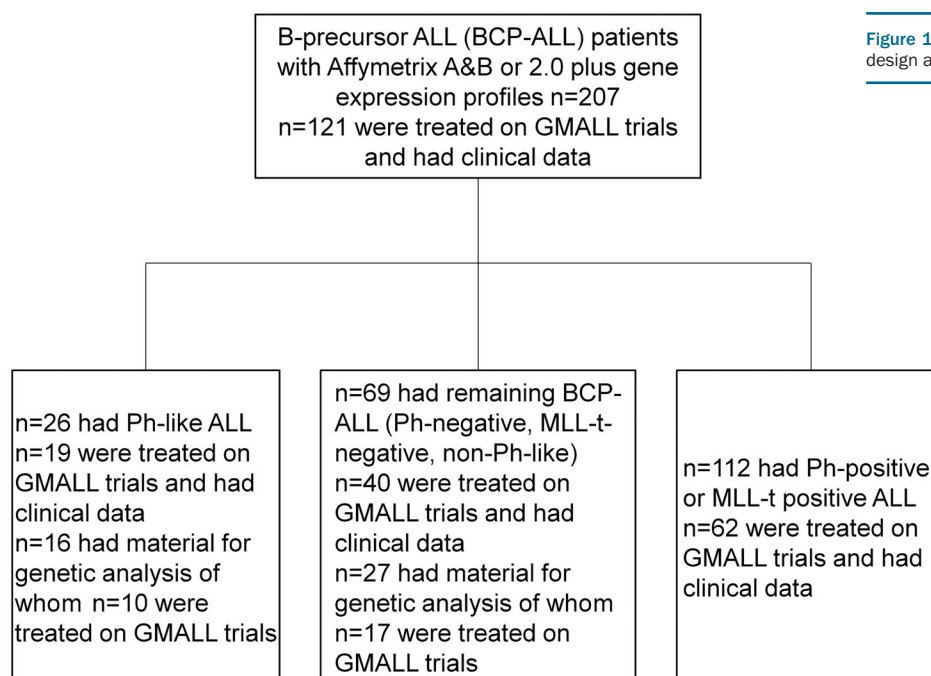 B-precursor ALL (BCP-ALL) patients
with Affymetrix A&B or 2.0 plus gene
expression profiles n=207
n=121 were treated on GMALL trials
and had clinical data
Figure 1
design a
n=26 had Ph-like ALL
n=19 were treated on
GMALL trials and had
clinical data
n=16 had material for
genetic analysis of
whom n=10 were
treated on GMALL trials
n=69 had remaining BCP-
ALL (Ph-negative, MLL-t-
negative, non-Ph-like)
n=40 were treated on
GMALL trials and had
clinical data
n=27 had material for
genetic analysis of whom
n=17 were treated on
GMALL trials
n=112 had Ph-positive
or MLL-t positive ALL
n=62 were treated on
GMALL trials and had
clinical data